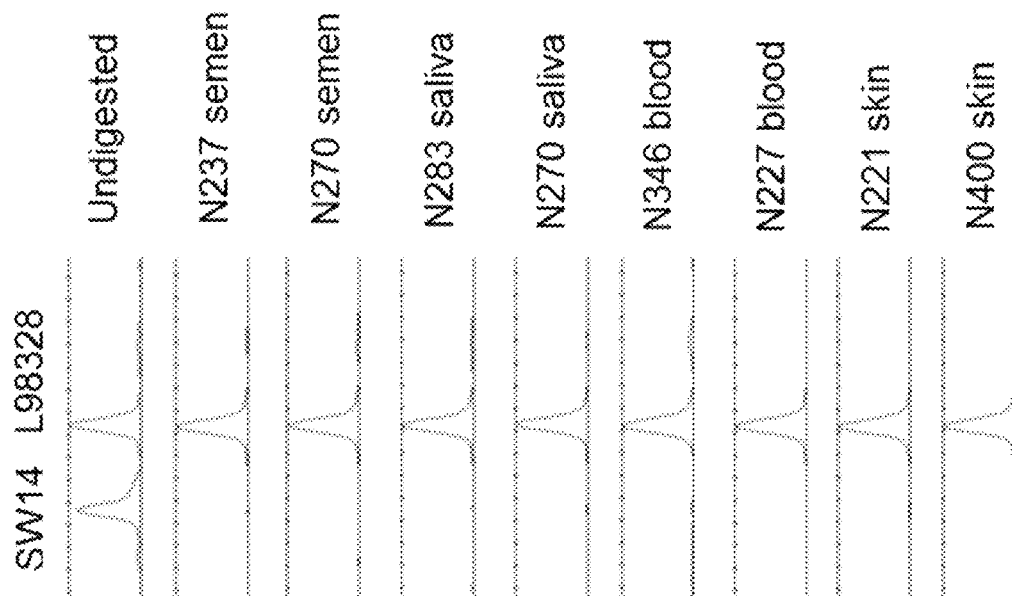 SW14 L98328
Undigested
N237 semen
N270 semen
N283 saliva
N270 saliva
N346 blood
N227 blood
N221 skin
N400 skin